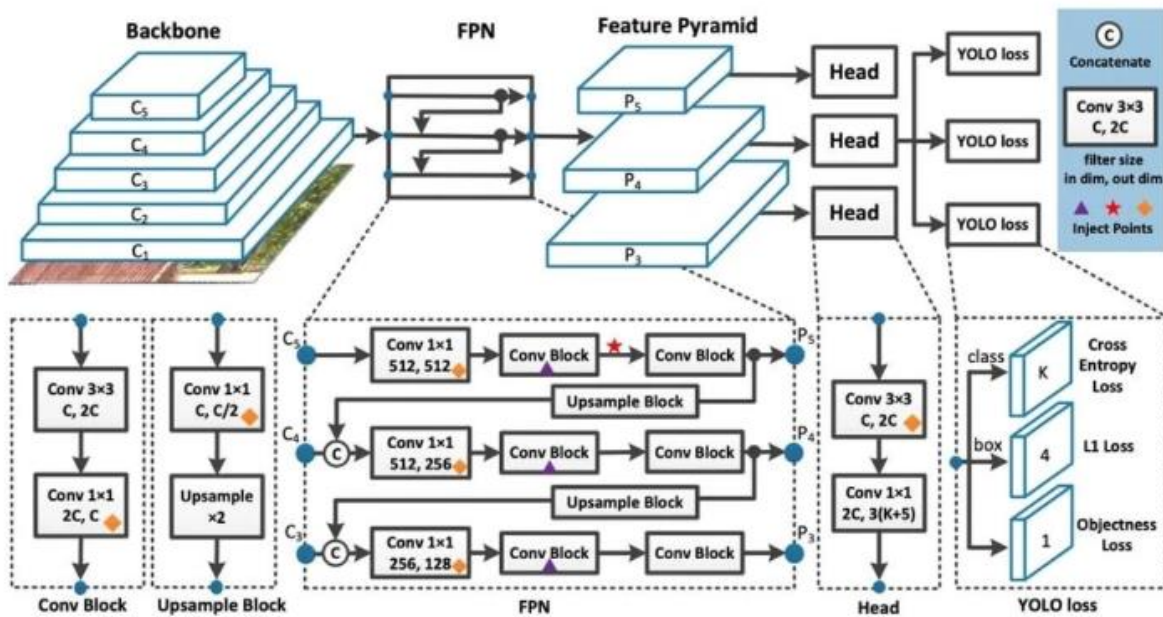 Backbone
FPN
Feature Pyramid
C5
C4
C3
C2
C1
P5
P4
P3
Head
Head
Head
YOLO loss
YOLO loss
YOLO loss
C
Concatenate
Conv 3×3
C, 2C
filter size
in dim, out dim
Inject Points
Conv 3×3
C, 2C
Conv 1×1
2C, C
Conv Block
Conv 1×1
C, C/2
Upsample
×2
Upsample Block
C5
Conv 1×1
512, 512
Conv Block
Conv Block
P5
Upsample Block
C4
C
Conv 1×1
512, 256
Conv Block
Conv Block
P4
Upsample Block
C3
C
Conv 1×1
256, 128
Conv Block
Conv Block
P3
FPN
Conv 3×3
C, 2C
Conv 1×1
2C, 3(K+5)
Head
class
K
Cross
Entropy
Loss
box
4
L1 Loss
1
Objectness
Loss
YOLO loss